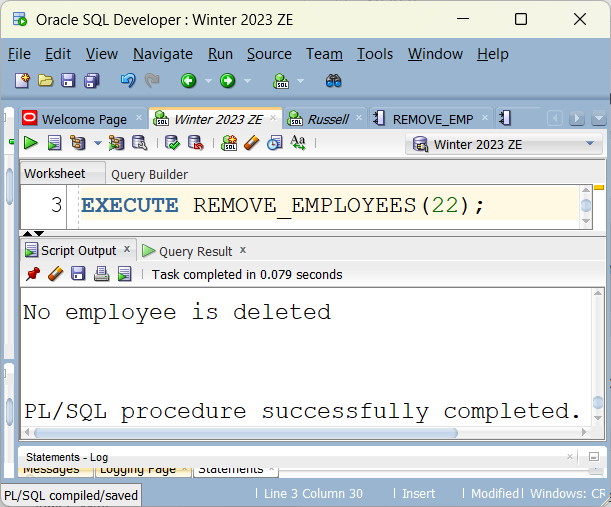 Oracle SQL Developer : Winter 2023 ZE
File Edit View Navigate Run Source Team Tools Window Help
Welcome Page Winter 2023 ZE Russell REMOVE_EMP
SQL Aa Winter 2023 ZE
Worksheet Query Builder
3 EXECUTE REMOVE_EMPLOYEES(22);
Script Output x Query Result x
Task completed in 0.079 seconds
No employee is deleted
PL/SQL procedure successfully completed.
Statements - Log
Messages Logging Page Statements
PL/SQL compiled/saved Line 3 Column 30 Insert Modified Windows: CR